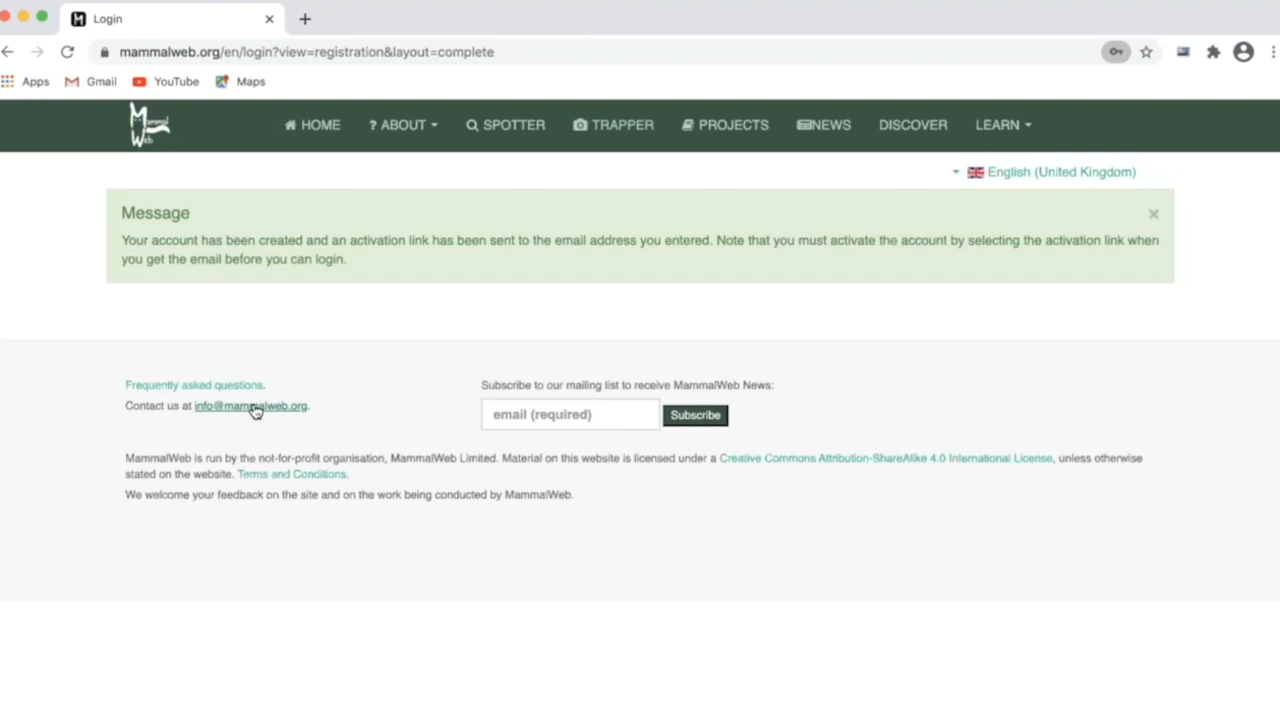 Login
mammalweb.org/en/login?view=registration&layout=complete
Apps Gmail YouTube Maps
Mammal Web HOME ? ABOUT SPOTTER TRAPPER PROJECTS NEWS DISCOVER LEARN
English (United Kingdom)
Message
Your account has been created and an activation link has been sent to the email address you entered. Note that you must activate the account by selecting the activation link when
you get the email before you can login.
Frequently asked questions.
Contact us at info@mammalweb.org.
Subscribe to our mailing list to receive MammalWeb News:
email (required) Subscribe
MammalWeb is run by the not-for-profit organisation, MammalWeb Limited. Material on this website is licensed under a Creative Commons Attribution-ShareAlike 4.0 International License, unless otherwise
stated on the website. Terms and Conditions.
We welcome your feedback on the site and on the work being conducted by MammalWeb.